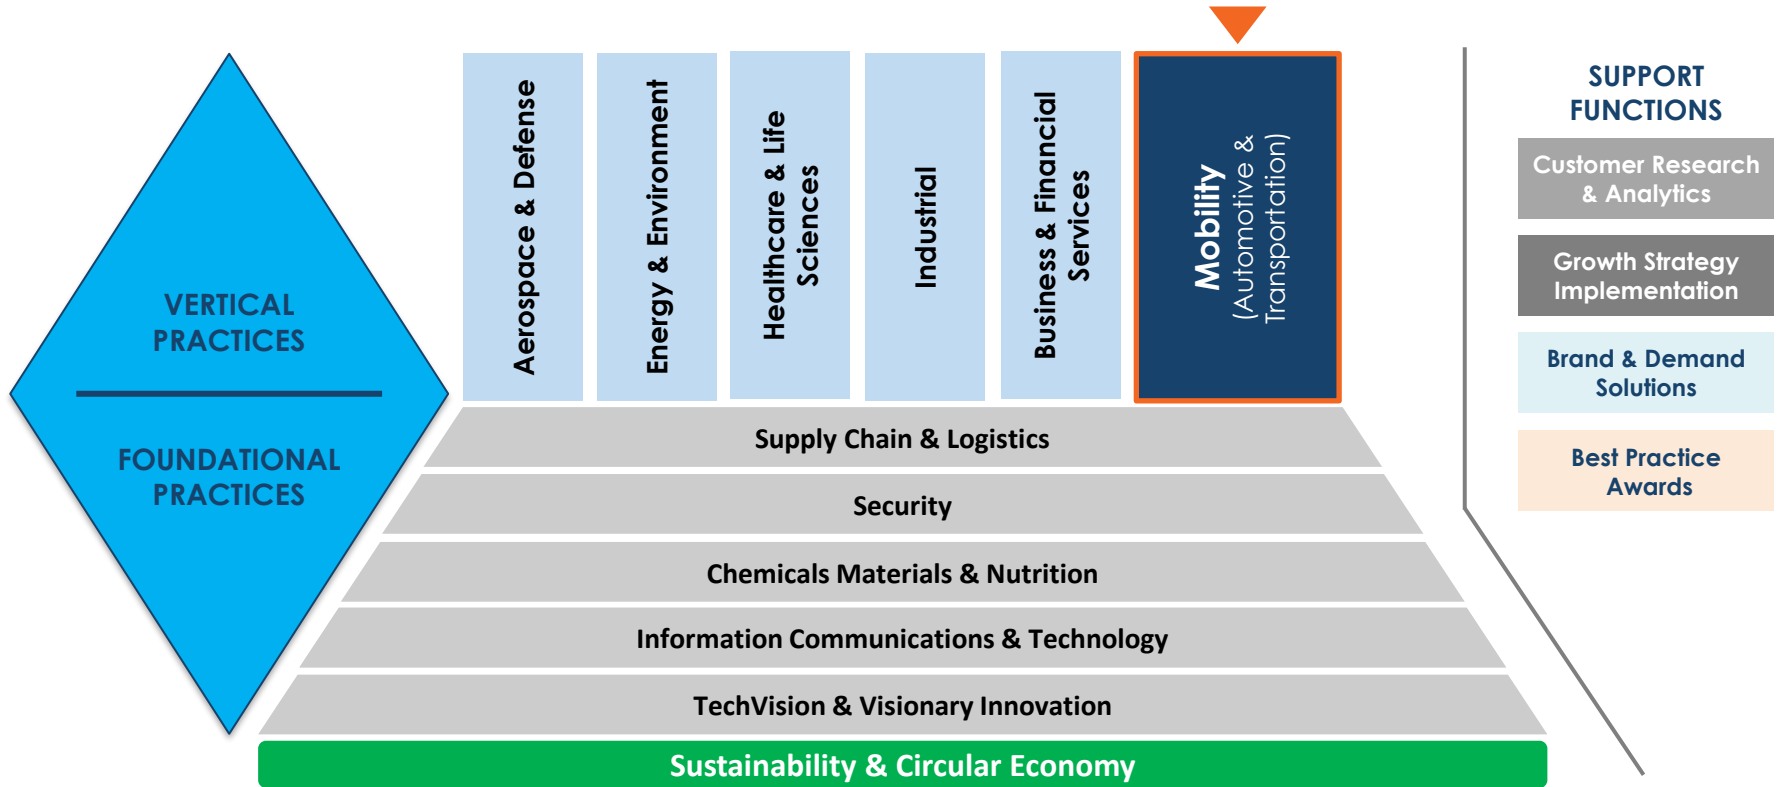 VERTICAL
PRACTICES
FOUNDATIONAL
PRACTICES
Aerospace & Defense
Energy & Environment
Healthcare & Life
Sciences
Industrial
Business & Financial
Services
Mobility
(Automotive &
Transportation)
Supply Chain & Logistics
Security
Chemicals Materials & Nutrition
Information Communications & Technology
TechVision & Visionary Innovation
Sustainability & Circular Economy
SUPPORT
FUNCTIONS
Customer Research
& Analytics
Growth Strategy
Implementation
Brand & Demand
Solutions
Best Practice
Awards